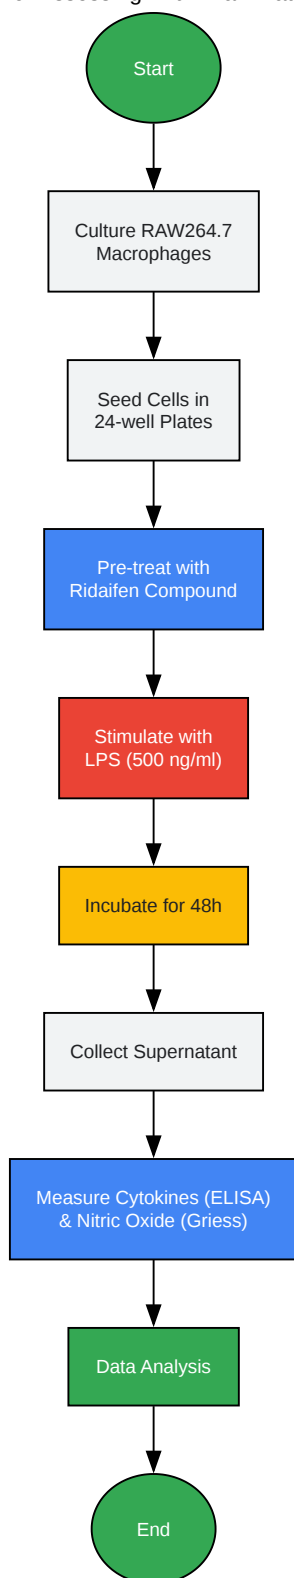 Start
Culture RAW264.7
Macrophages
Seed Cells in
24-well Plates
Pre-treat with
Ridaifen Compound
Stimulate with
LPS (500 ng/ml)
Incubate for 48h
Collect Supernatant
Measure Cytokines (ELISA)
& Nitric Oxide (Griess)
Data Analysis
End